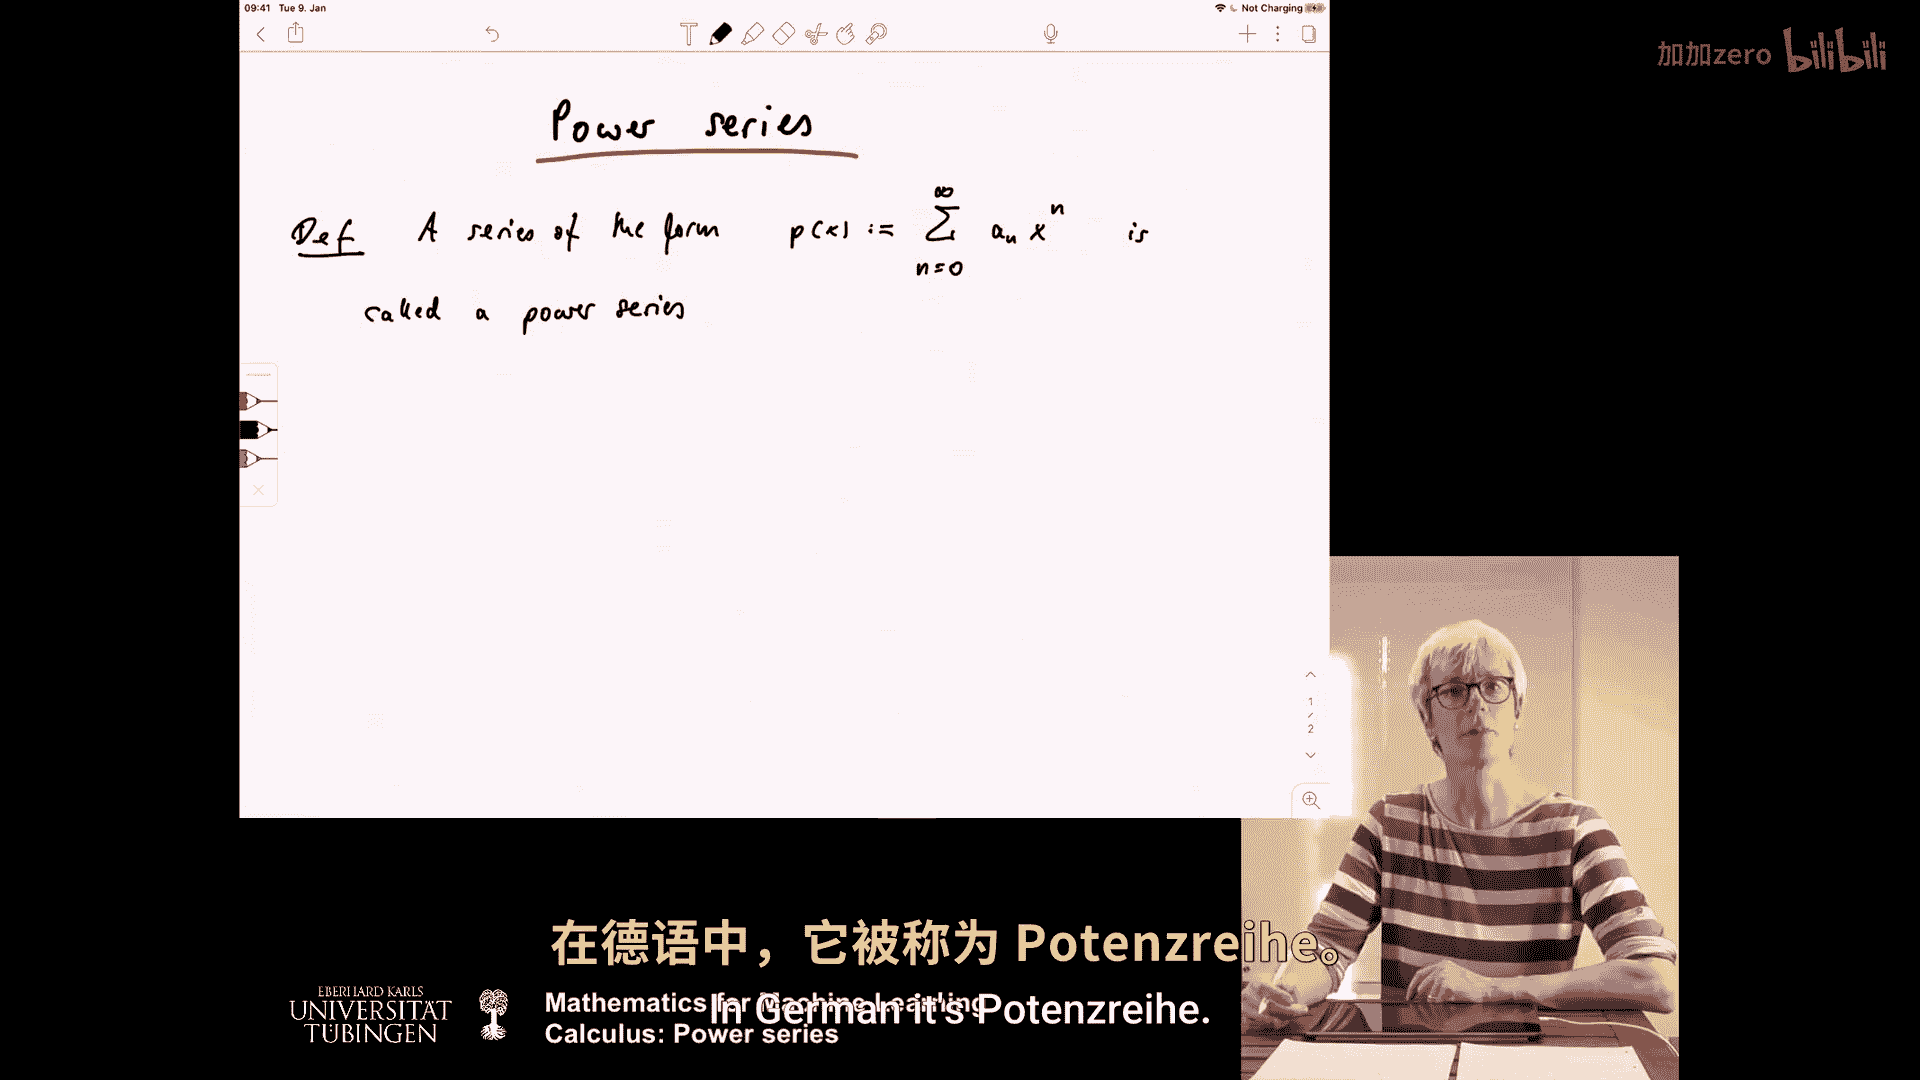 09:41 Tue 9. Jan
Not Charging
加加zero bilibili
Power series
Def A series of the form p(x) := ∑_{n=0}^{∞} a_n x^n is
called a power series
1
/
2
在德语中，它被称为 Potenzreihe。
EBERHARD KARLS
UNIVERSITÄT
TÜBINGEN
Mathematics for Machine Learning
Calculus: Power series
In German it's Potenzreihe.